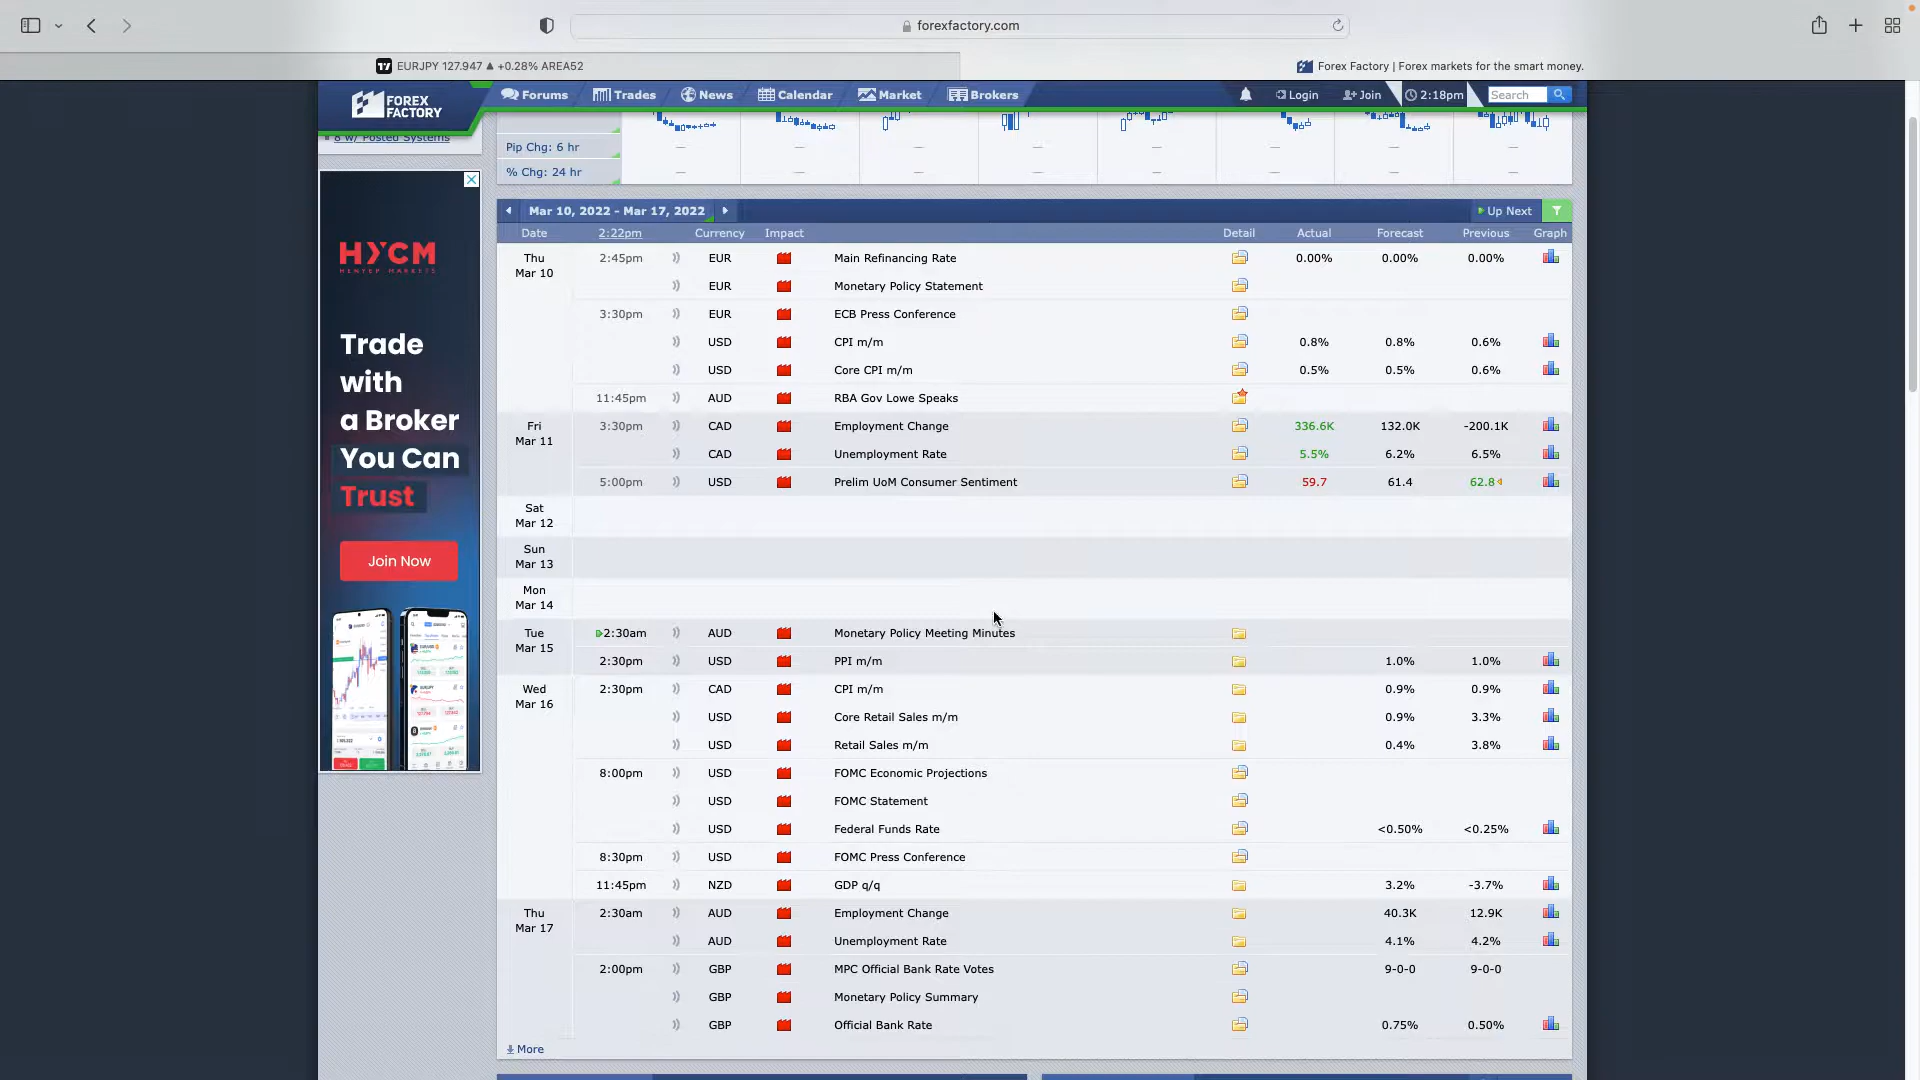 forexfactory.com
EURJPY 127.947 ▲ +0.28% AREA52
Forex Factory | Forex markets for the smart money.
FOREX FACTORY
Forums Trades News Calendar Market Brokers Login Join 2:18pm Search
8 w/ Posted Systems
Pip Chg: 6 hr — — — — — — — —
% Chg: 24 hr — — — — — — — —
HYCM
HENYEP MARKETS
Trade
with
a Broker
You Can
Trust
Join Now
Mar 10, 2022 - Mar 17, 2022 Up Next
Date 2:22pm Currency Impact Detail Actual Forecast Previous Graph
Thu Mar 10 2:45pm EUR Main Refinancing Rate 0.00% 0.00% 0.00%
EUR Monetary Policy Statement
3:30pm EUR ECB Press Conference
USD CPI m/m 0.8% 0.8% 0.6%
USD Core CPI m/m 0.5% 0.5% 0.6%
11:45pm AUD RBA Gov Lowe Speaks
Fri Mar 11 3:30pm CAD Employment Change 336.6K 132.0K -200.1K
CAD Unemployment Rate 5.5% 6.2% 6.5%
5:00pm USD Prelim UoM Consumer Sentiment 59.7 61.4 62.8
Sat Mar 12
Sun Mar 13
Mon Mar 14
Tue Mar 15 2:30am AUD Monetary Policy Meeting Minutes
2:30pm USD PPI m/m 1.0% 1.0%
Wed Mar 16 2:30pm CAD CPI m/m 0.9% 0.9%
USD Core Retail Sales m/m 0.9% 3.3%
USD Retail Sales m/m 0.4% 3.8%
8:00pm USD FOMC Economic Projections
USD FOMC Statement
USD Federal Funds Rate <0.50% <0.25%
8:30pm USD FOMC Press Conference
11:45pm NZD GDP q/q 3.2% -3.7%
Thu Mar 17 2:30am AUD Employment Change 40.3K 12.9K
AUD Unemployment Rate 4.1% 4.2%
2:00pm GBP MPC Official Bank Rate Votes 9-0-0 9-0-0
GBP Monetary Policy Summary
GBP Official Bank Rate 0.75% 0.50%
More